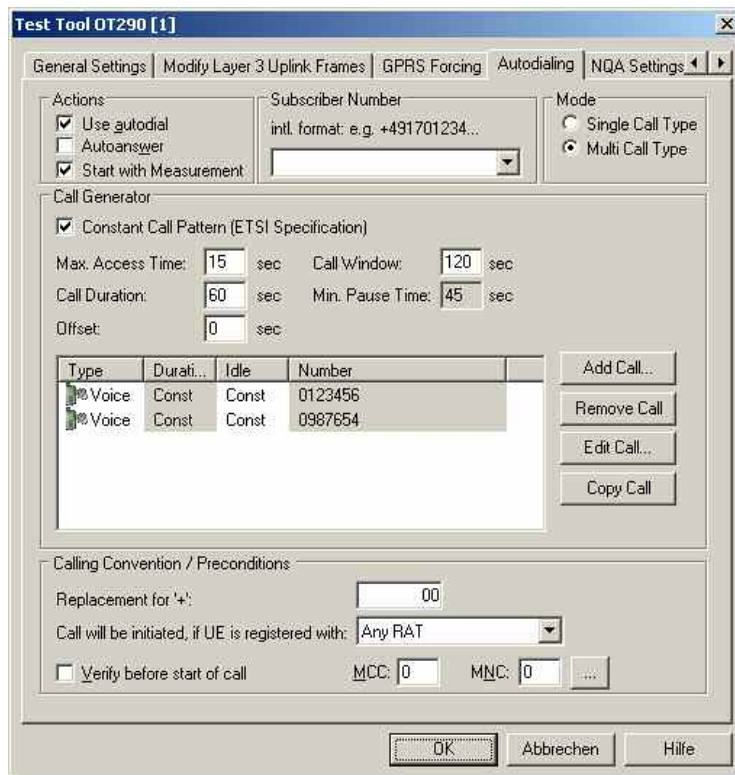 Test Tool OT290 [1]
General Settings Modify Layer 3 Uplink Frames GPRS Forcing Autodialing NQA Settings
Actions
Use autodial
Autoanswer
Start with Measurement
Subscriber Number
intl. format: e.g. +491701234...
Mode
Single Call Type
Multi Call Type
Call Generator
Constant Call Pattern (ETSI Specification)
Max. Access Time: 15 sec Call Window: 120 sec
Call Duration: 60 sec Min. Pause Time: 45 sec
Offset: 0 sec
Type Durati... Idle Number
Voice Const Const 0123456
Voice Const Const 0987654
Add Call...
Remove Call
Edit Call...
Copy Call
Calling Convention / Preconditions
Replacement for '+': 00
Call will be initiated, if UE is registered with: Any RAT
Verify before start of call MCC: 0 MNC: 0 ...
OK Abbrechen Hilfe